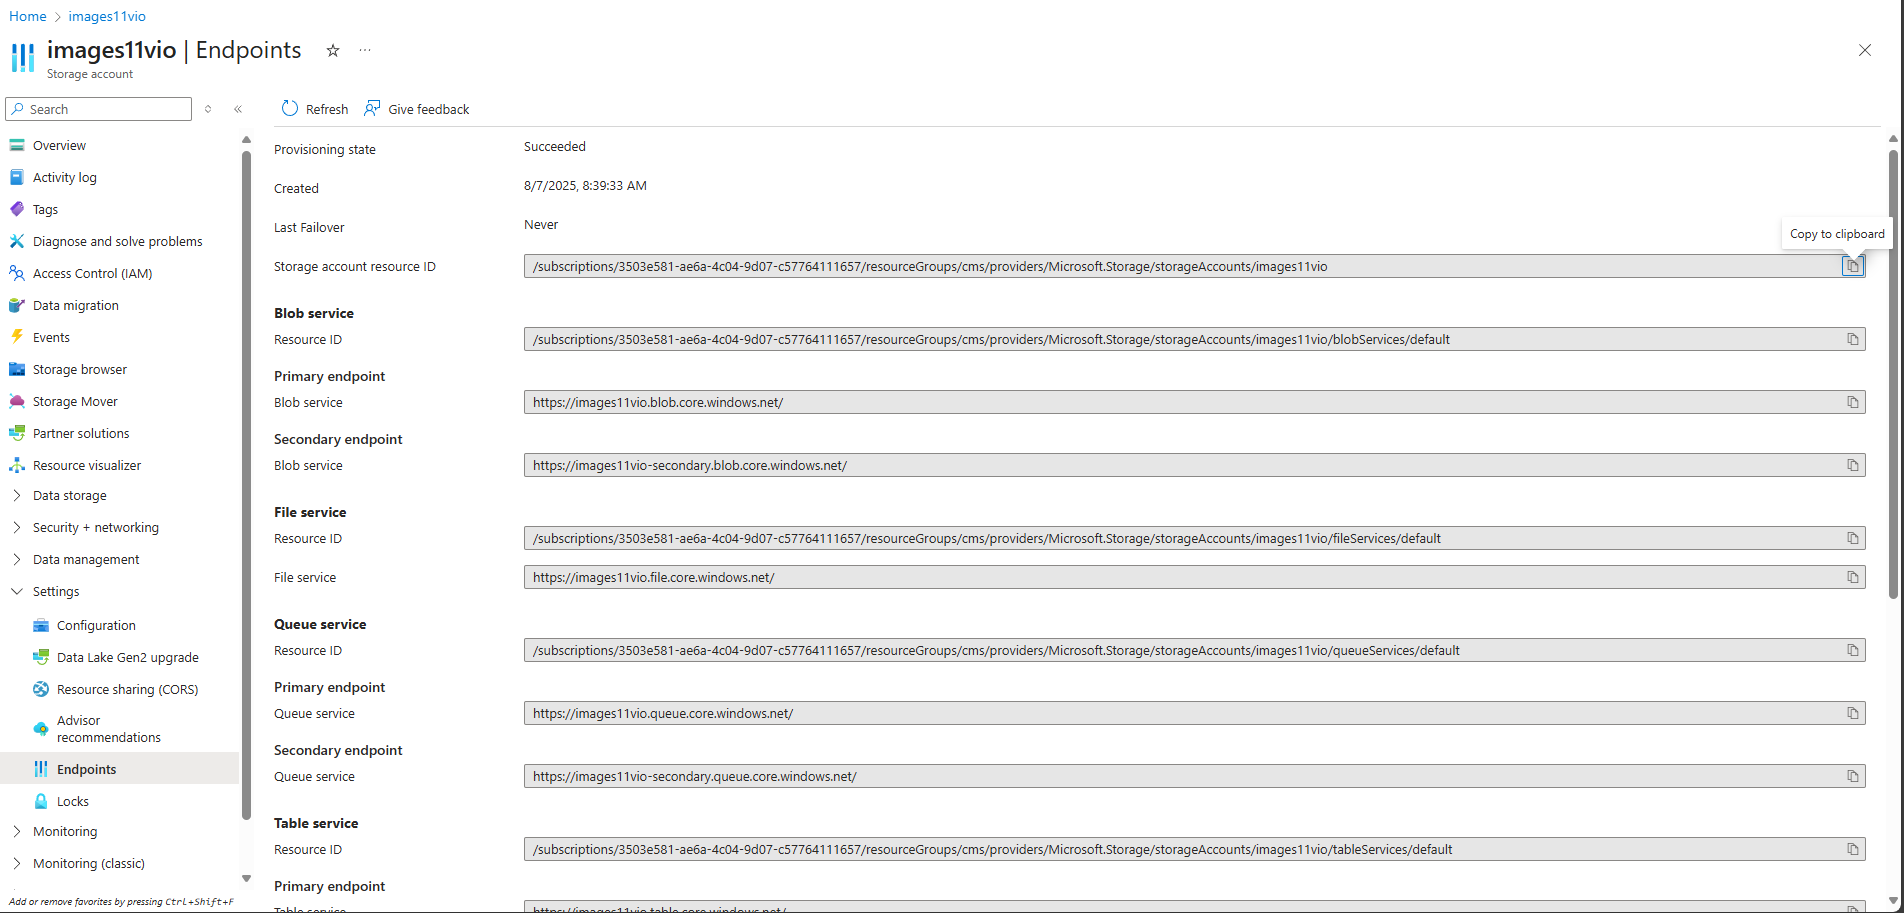 Home > images11vio
images11vio | Endpoints
Storage account
Search
Overview
Activity log
Tags
Diagnose and solve problems
Access Control (IAM)
Data migration
Events
Storage browser
Storage Mover
Partner solutions
Resource visualizer
Data storage
Security + networking
Data management
Settings
Configuration
Data Lake Gen2 upgrade
Resource sharing (CORS)
Advisor
recommendations
Endpoints
Locks
Monitoring
Monitoring (classic)
Add or remove favorites by pressing Ctrl+Shift+F
Refresh Give feedback
Provisioning state Succeeded
Created 8/7/2025, 8:39:33 AM
Last Failover Never
Copy to clipboard
Storage account resource ID /subscriptions/3503e581-ae6a-4c04-9d07-c57764111657/resourceGroups/cms/providers/Microsoft.Storage/storageAccounts/images11vio
Blob service
Resource ID /subscriptions/3503e581-ae6a-4c04-9d07-c57764111657/resourceGroups/cms/providers/Microsoft.Storage/storageAccounts/images11vio/blobServices/default
Primary endpoint
Blob service https://images11vio.blob.core.windows.net/
Secondary endpoint
Blob service https://images11vio-secondary.blob.core.windows.net/
File service
Resource ID /subscriptions/3503e581-ae6a-4c04-9d07-c57764111657/resourceGroups/cms/providers/Microsoft.Storage/storageAccounts/images11vio/fileServices/default
File service https://images11vio.file.core.windows.net/
Queue service
Resource ID /subscriptions/3503e581-ae6a-4c04-9d07-c57764111657/resourceGroups/cms/providers/Microsoft.Storage/storageAccounts/images11vio/queueServices/default
Primary endpoint
Queue service https://images11vio.queue.core.windows.net/
Secondary endpoint
Queue service https://images11vio-secondary.queue.core.windows.net/
Table service
Resource ID /subscriptions/3503e581-ae6a-4c04-9d07-c57764111657/resourceGroups/cms/providers/Microsoft.Storage/storageAccounts/images11vio/tableServices/default
Primary endpoint
Table service https://images11vio.table.core.windows.net/